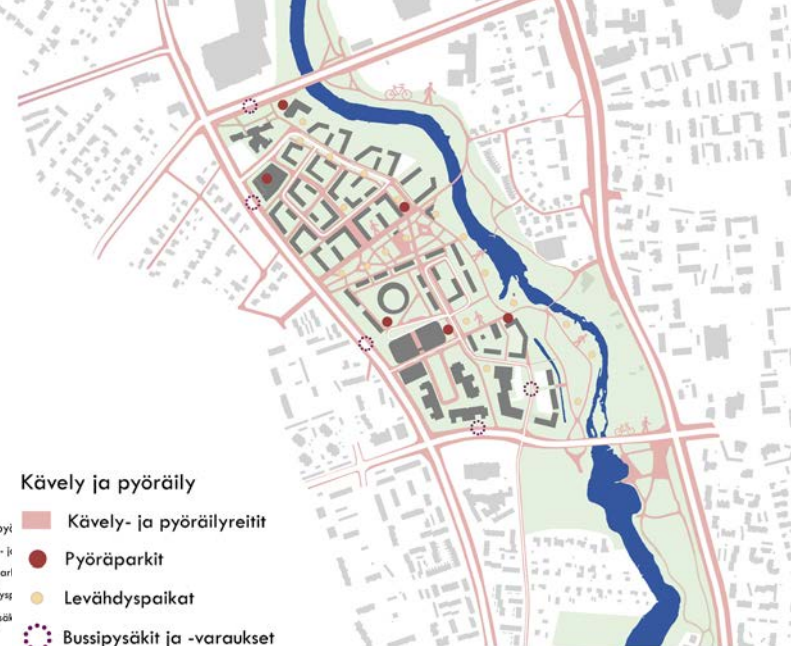 Kävely ja pyöräily
Kävely- ja pyöräilyreitit
Pyöräparkit
Levähdyspaikat
Bussipysäkit ja -varaukset